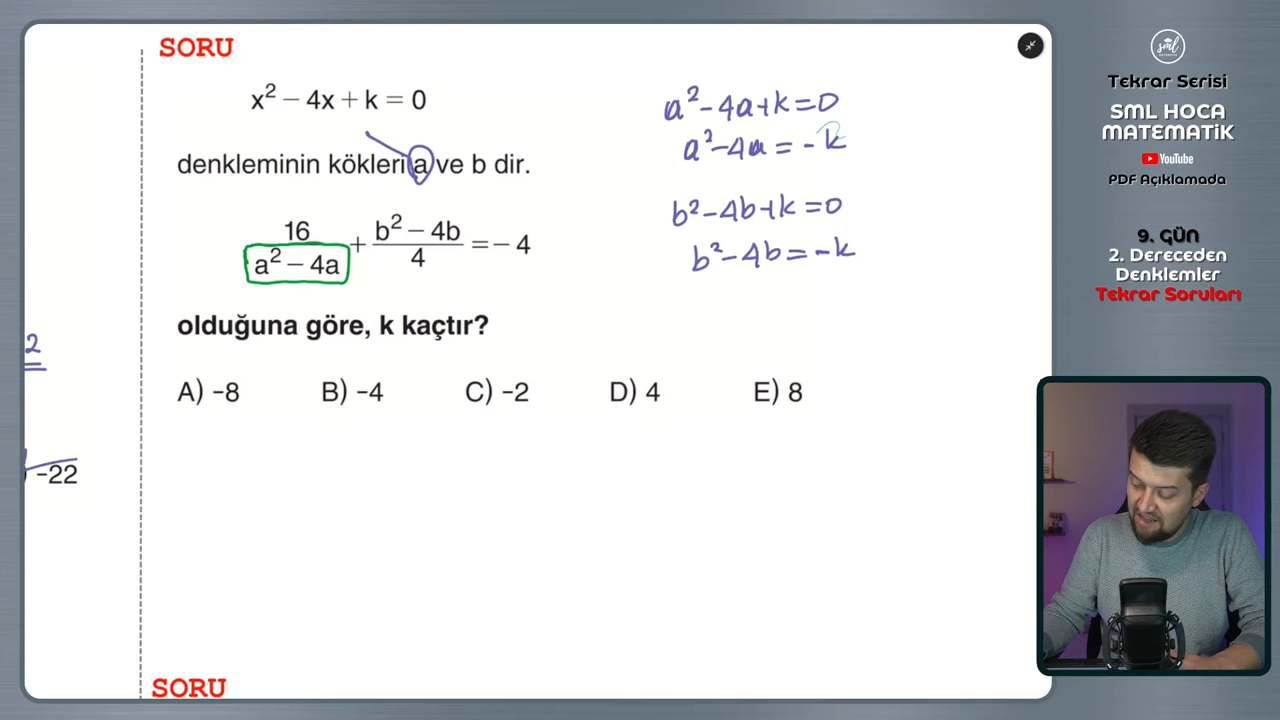 SORU
x² − 4x + k = 0
denkleminin kökleri a ve b dir.
16/(a² − 4a) + (b² − 4b)/4 = − 4
olduğuna göre, k kaçtır?
A) −8 B) −4 C) −2 D) 4 E) 8
a² − 4a + k = 0
a² − 4a = − k
b² − 4b + k = 0
b² − 4b = − k
2
−22
SORU
sml
Tekrar Serisi
SML HOCA
MATEMATİK
YouTube
PDF Açıklamada
9. GÜN
2. Dereceden
Denklemler
Tekrar Soruları